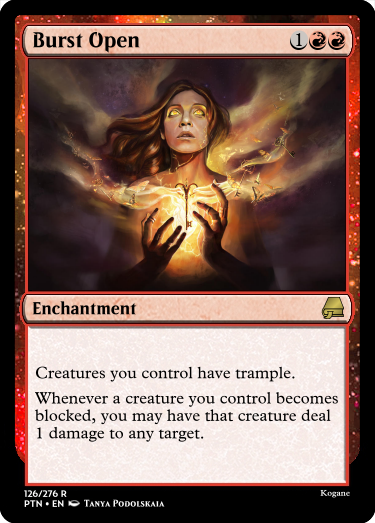 Burst Open 1
Enchantment
Creatures you control have trample.
Whenever a creature you control becomes
blocked, you may have that creature deal
1 damage to any target.
126/276 R Kogane
PTN • EN Tanya Podolskaia